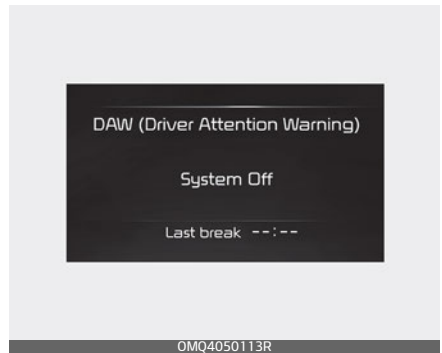 DAW (Driver Attention Warning)
System Off
Last break --:--
OMQ4050113R